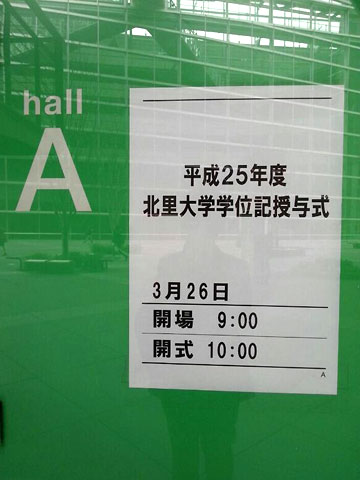 hall
A
平成25年度
北里大学学位記授与式
3月26日
開場 9:00
開式 10:00
A